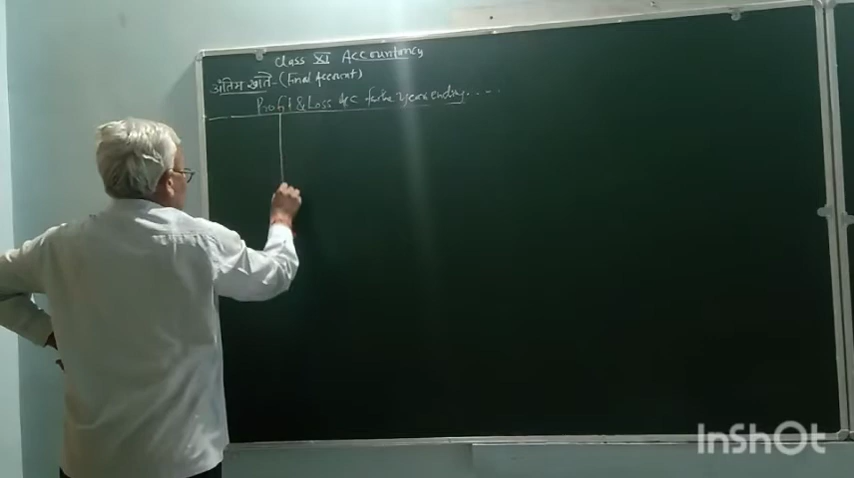 Class XI Accountancy
अंतिम खाते - (Final Account)
Profit & Loss A/c for the Year ending....
InShOt